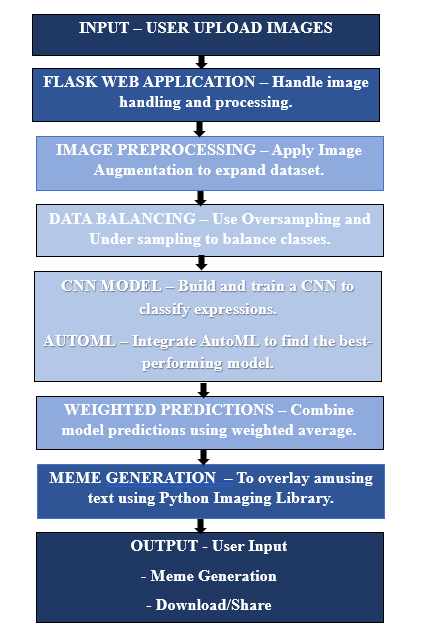 INPUT – USER UPLOAD IMAGES
FLASK WEB APPLICATION – Handle image
handling and processing.
IMAGE PREPROCESSING – Apply Image
Augmentation to expand dataset.
DATA BALANCING – Use Oversampling and
Under sampling to balance classes.
CNN MODEL – Build and train a CNN to
classify expressions.
AUTOML – Integrate AutoML to find the best-
performing model.
WEIGHTED PREDICTIONS – Combine
model predictions using weighted average.
MEME GENERATION – To overlay amusing
text using Python Imaging Library.
OUTPUT - User Input
- Meme Generation
- Download/Share